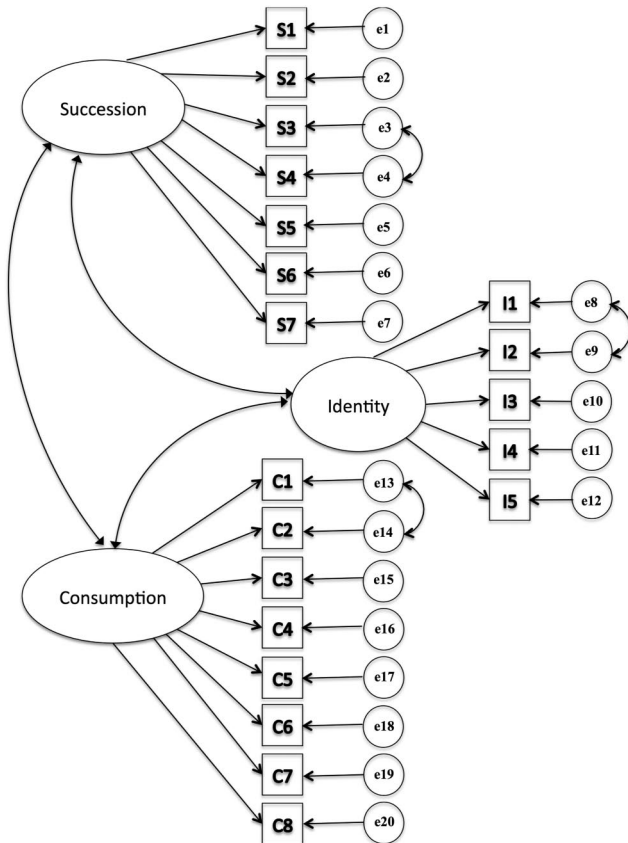 S1 e1
S2 e2
Succession
S3 e3
S4 e4
S5 e5
S6 e6
S7 e7
I1 e8
I2 e9
Identity
I3 e10
I4 e11
I5 e12
C1 e13
C2 e14
C3 e15
Consumption
C4 e16
C5 e17
C6 e18
C7 e19
C8 e20